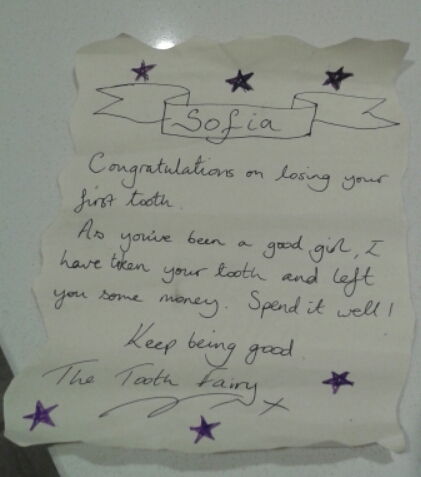 Sofia
Congratulations on losing your
first tooth.
As you've been a good girl, I
have taken your tooth and left
you some money. Spend it well!
Keep being good
The Tooth Fairy
x